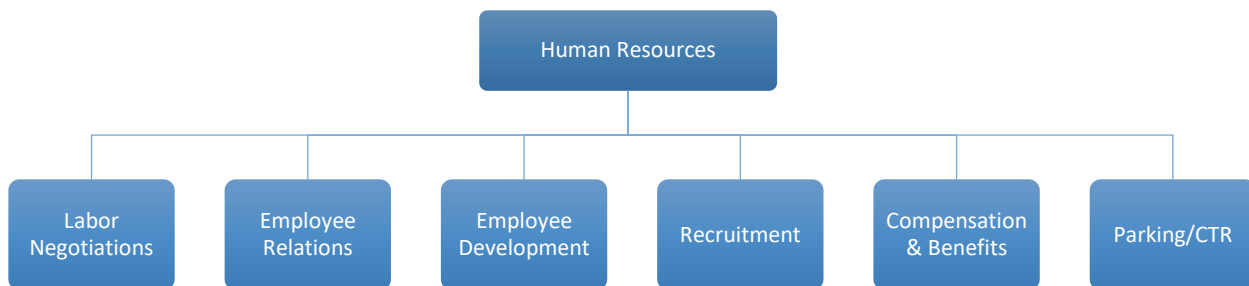 Human Resources
Labor
Negotiations
Employee
Relations
Employee
Development
Recruitment
Compensation
& Benefits
Parking/CTR